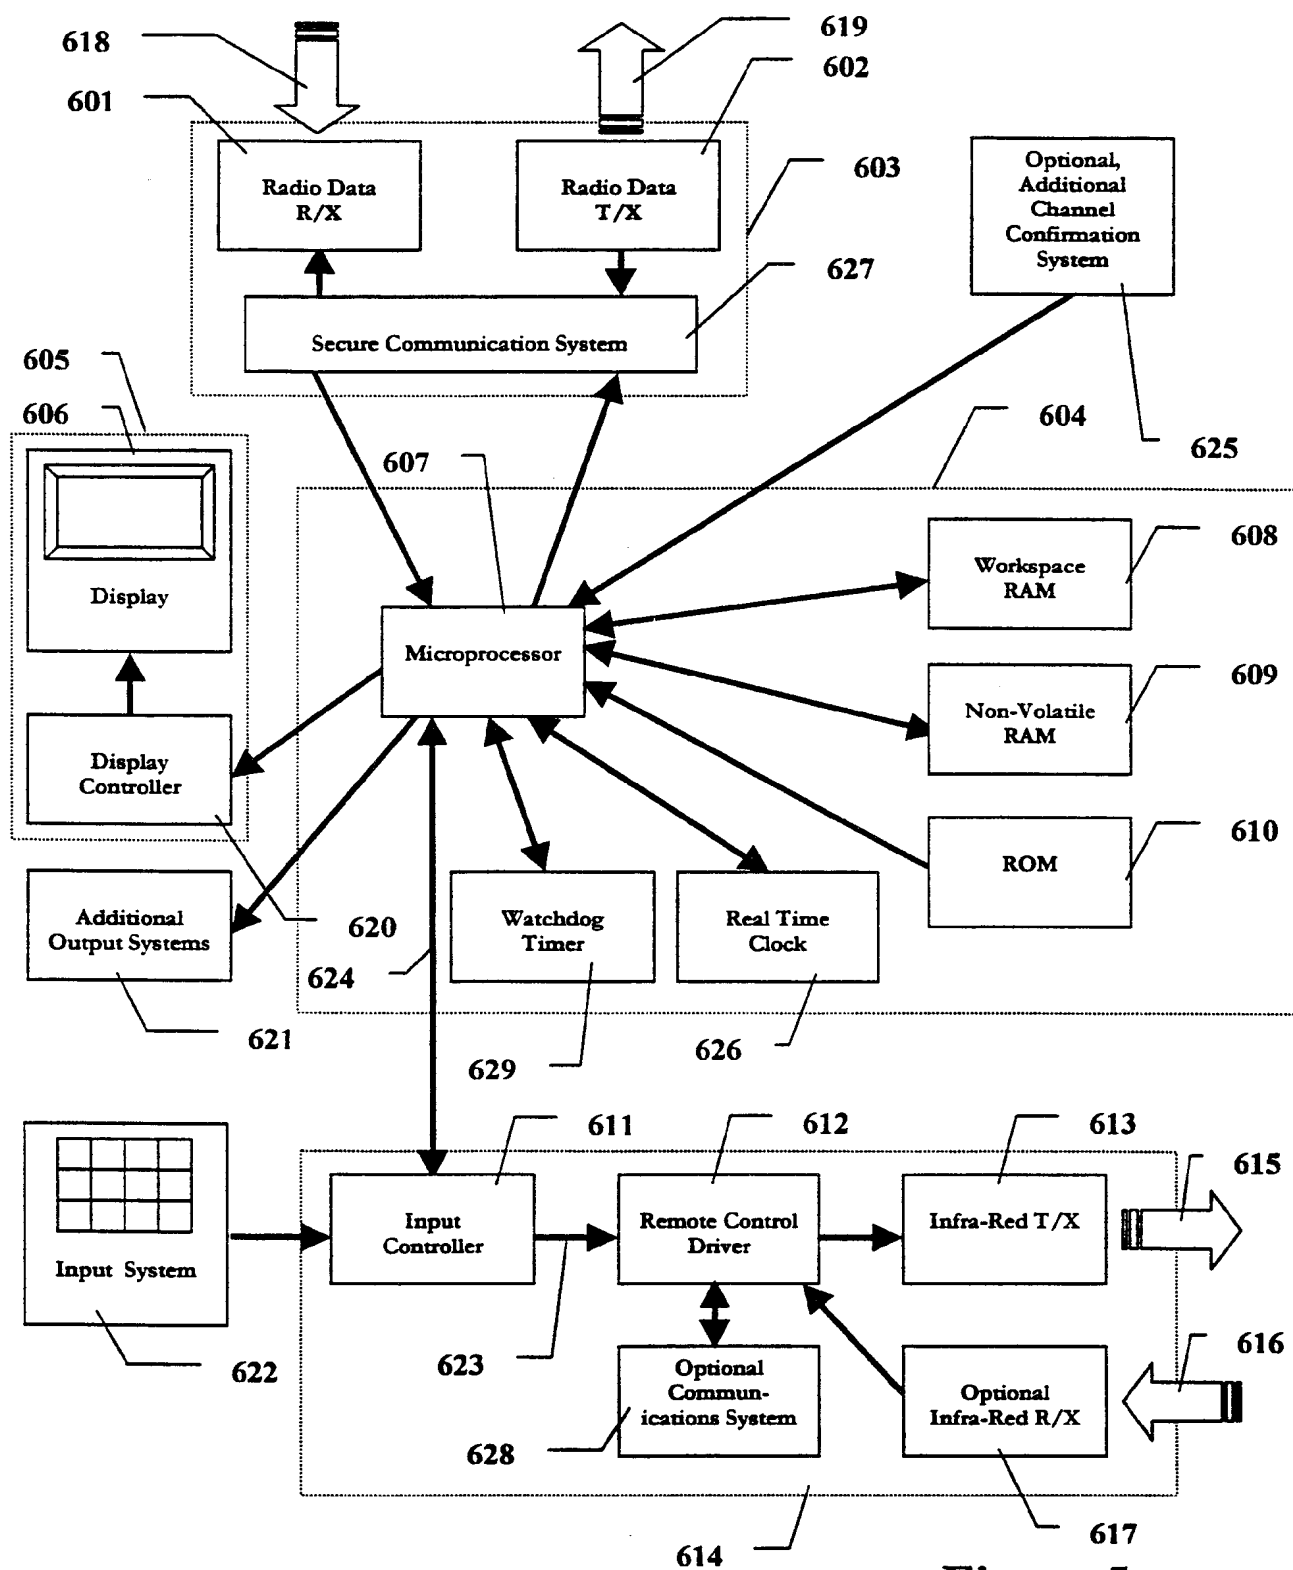 618
619
601
602
Radio Data
R/X
Radio Data
T/X
603
Optional,
Additional
Channel
Confirmation
System
627
Secure Communication System
605
606
604
625
607
608
Workspace
RAM
Display
Microprocessor
609
Non-Volatile
RAM
Display
Controller
610
ROM
Additional
Output Systems
620
Watchdog
Timer
Real Time
Clock
624
621
629
626
611
612
613
615
Input
Controller
Remote Control
Driver
Infra-Red T/X
Input System
622
623
616
Optional
Commun-
ications System
Optional
Infra-Red R/X
628
614
617